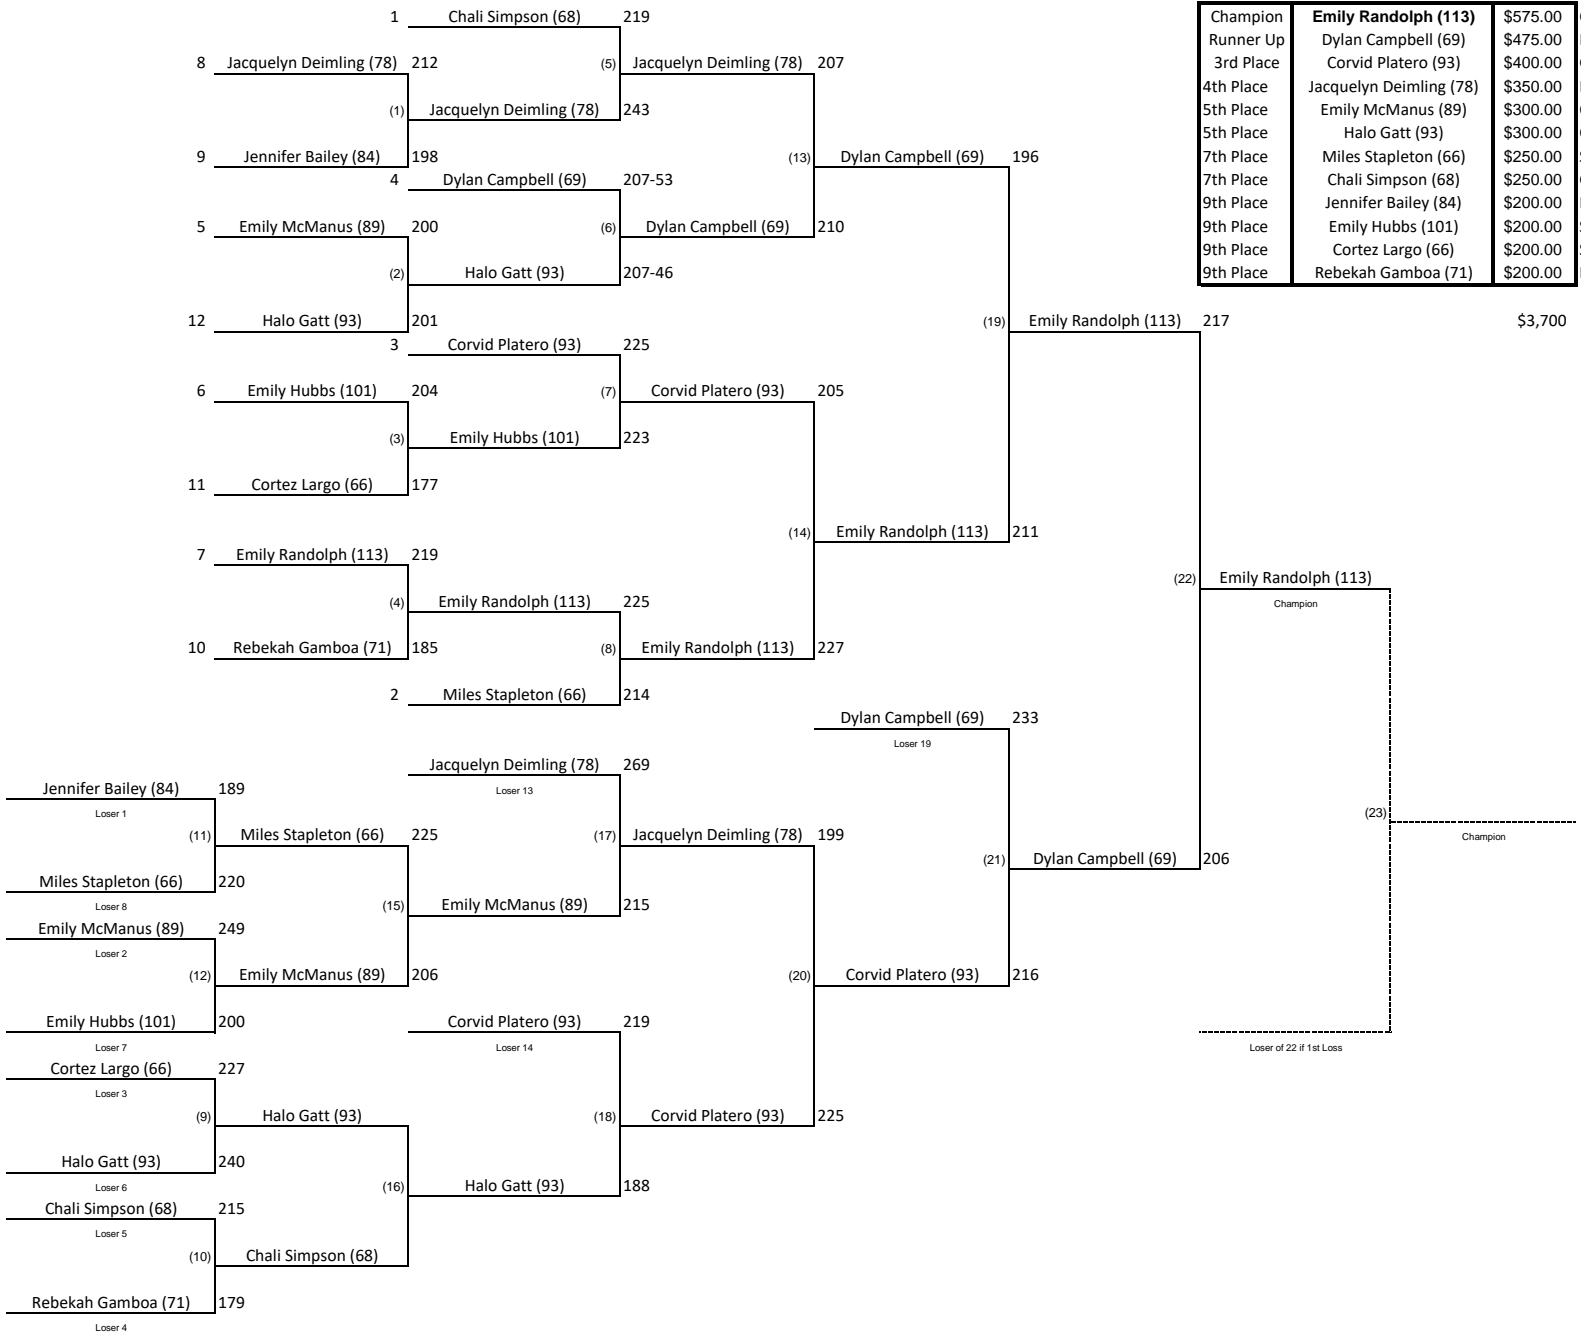 1 Chali Simpson (68) 219
8 Jacquelyn Deimling (78) 212
(5) Jacquelyn Deimling (78) 207
(1) Jacquelyn Deimling (78) 243
9 Jennifer Bailey (84) 198
(13) Dylan Campbell (69) 196
4 Dylan Campbell (69) 207-53
5 Emily McManus (89) 200
(6) Dylan Campbell (69) 210
(2) Halo Gatt (93) 207-46
12 Halo Gatt (93) 201
(19) Emily Randolph (113) 217
3 Corvid Platero (93) 225
6 Emily Hubbs (101) 204
(7) Corvid Platero (93) 205
(3) Emily Hubbs (101) 223
11 Cortez Largo (66) 177
(14) Emily Randolph (113) 211
7 Emily Randolph (113) 219
(22) Emily Randolph (113)
Champion
(4) Emily Randolph (113) 225
10 Rebekah Gamboa (71) 185
(8) Emily Randolph (113) 227
2 Miles Stapleton (66) 214
Champion Emily Randolph (113) $575.00
Runner Up Dylan Campbell (69) $475.00
3rd Place Corvid Platero (93) $400.00
4th Place Jacquelyn Deimling (78) $350.00
5th Place Emily McManus (89) $300.00
5th Place Halo Gatt (93) $300.00
7th Place Miles Stapleton (66) $250.00
7th Place Chali Simpson (68) $250.00
9th Place Jennifer Bailey (84) $200.00
9th Place Emily Hubbs (101) $200.00
9th Place Cortez Largo (66) $200.00
9th Place Rebekah Gamboa (71) $200.00
$3,700
Dylan Campbell (69) 233
Loser 19
Jacquelyn Deimling (78) 269
Loser 13
Jennifer Bailey (84) 189
Loser 1
(11) Miles Stapleton (66) 225
(17) Jacquelyn Deimling (78) 199
(23)
Champion
(21) Dylan Campbell (69) 206
Miles Stapleton (66) 220
Loser 8
(15) Emily McManus (89) 215
Emily McManus (89) 249
Loser 2
(12) Emily McManus (89) 206
(20) Corvid Platero (93) 216
Emily Hubbs (101) 200
Loser 7
Corvid Platero (93) 219
Loser 14
Loser of 22 if 1st Loss
Cortez Largo (66) 227
Loser 3
(9) Halo Gatt (93)
(18) Corvid Platero (93) 225
Halo Gatt (93) 240
Loser 6
(16) Halo Gatt (93) 188
Chali Simpson (68) 215
Loser 5
(10) Chali Simpson (68)
Rebekah Gamboa (71) 179
Loser 4